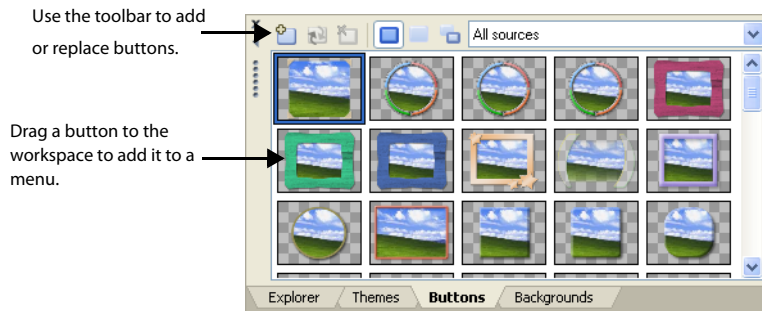 Use the toolbar to add
or replace buttons.
All sources
Drag a button to the
workspace to add it to a
menu.
Explorer Themes Buttons Backgrounds